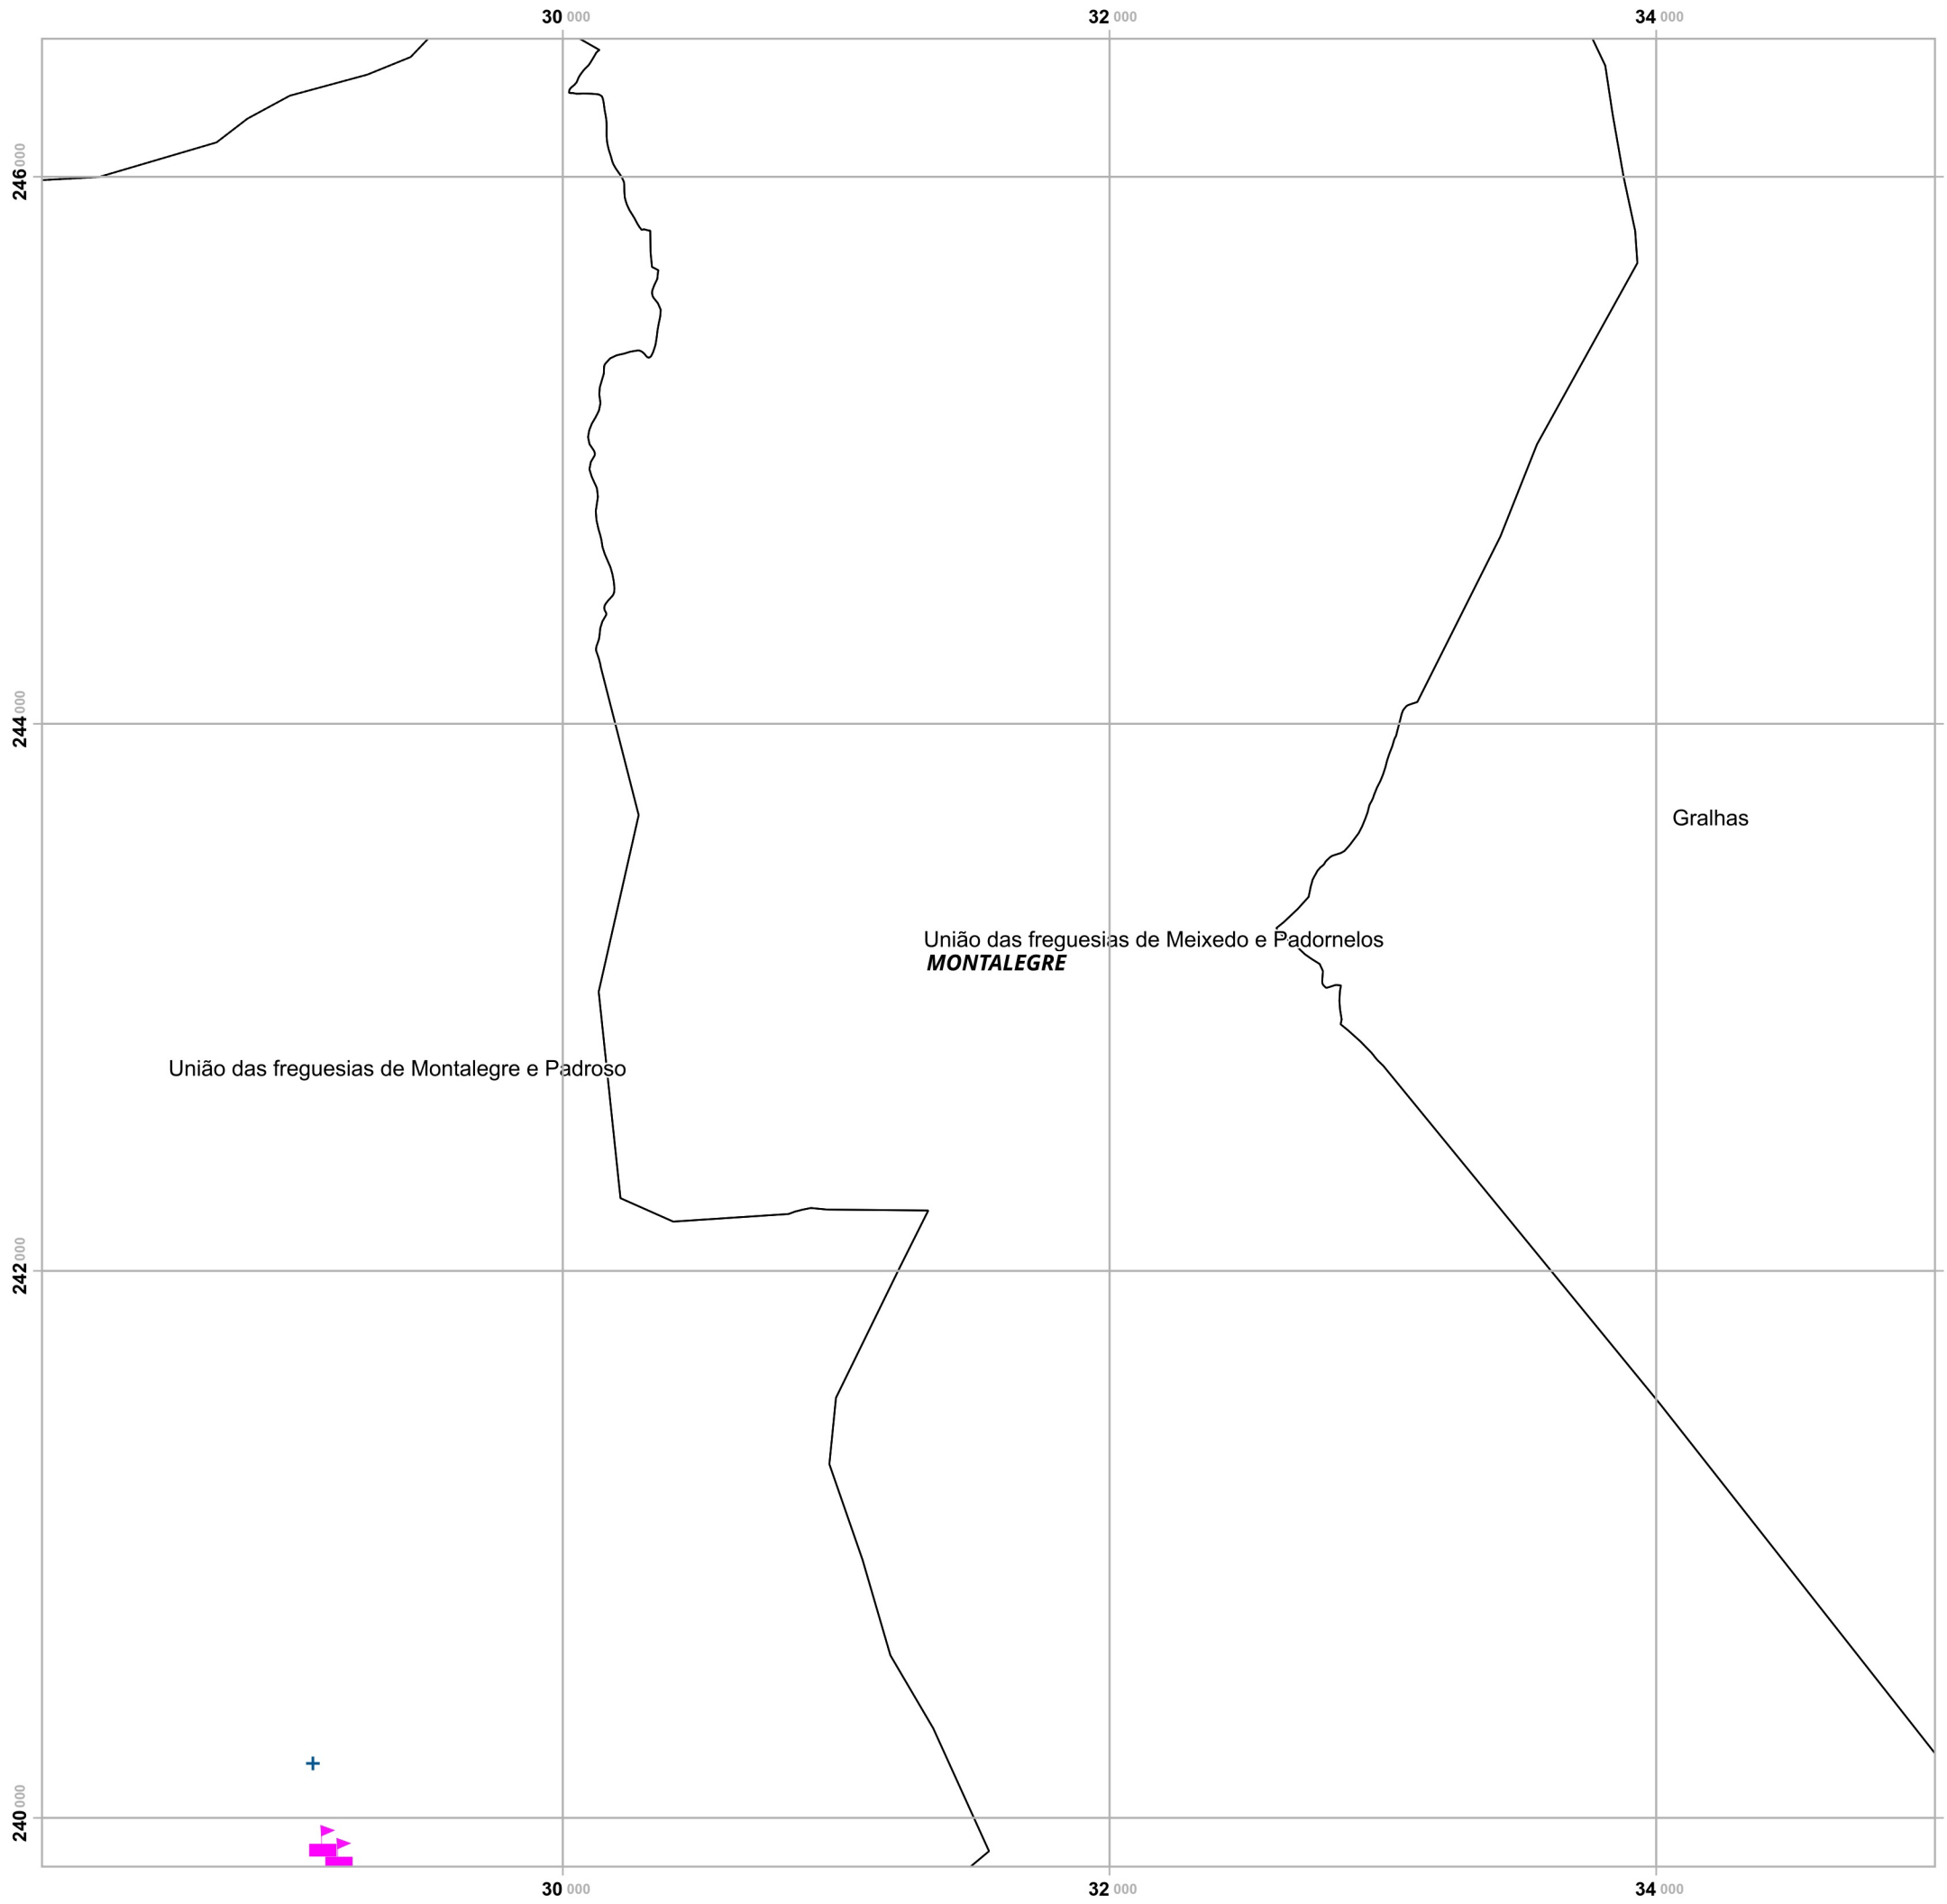 30 000
32 000
34 000
246 000
244 000
Gralhas
União das freguesias de Meixedo e Padornelos
MONTALEGRE
União das freguesias de Montalegre e Padroso
242 000
240 000
30 000
32 000
34 000